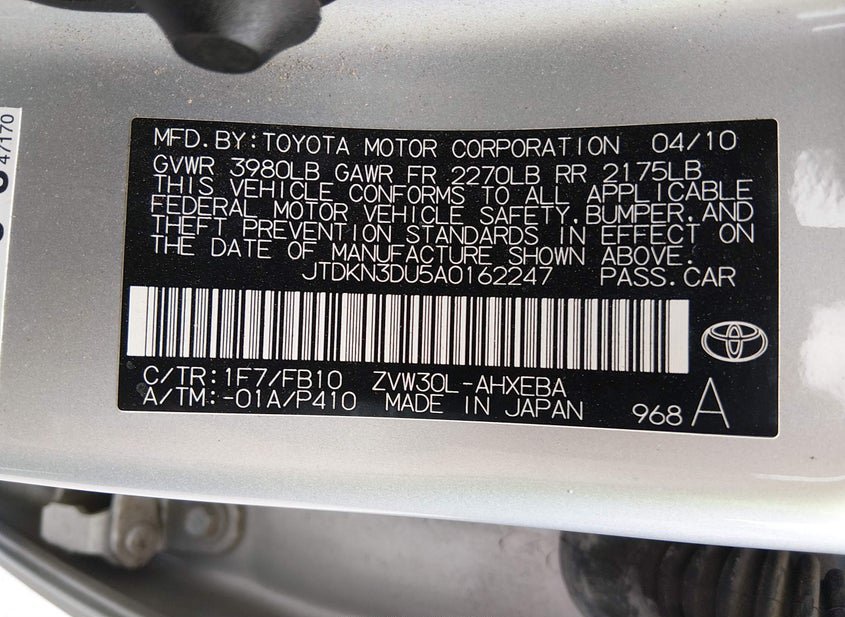 MFD.BY:TOYOTA MOTOR CORPORATION 04/10
GVWR 3980LB GAWR FR 2270LB RR 2175LB
THIS VEHICLE CONFORMS TO ALL APPLICABLE
FEDERAL MOTOR VEHICLE SAFETY,BUMPER,AND
THEFT PREVENTION STANDARDS IN EFFECT ON
THE DATE OF MANUFACTURE SHOWN ABOVE.
JTDKN3DU5A0162247 PASS.CAR
C/TR:1F7/FB10 ZVW30L-AHXEBA
A/TM:-01A/P410 MADE IN JAPAN 968 A
47170